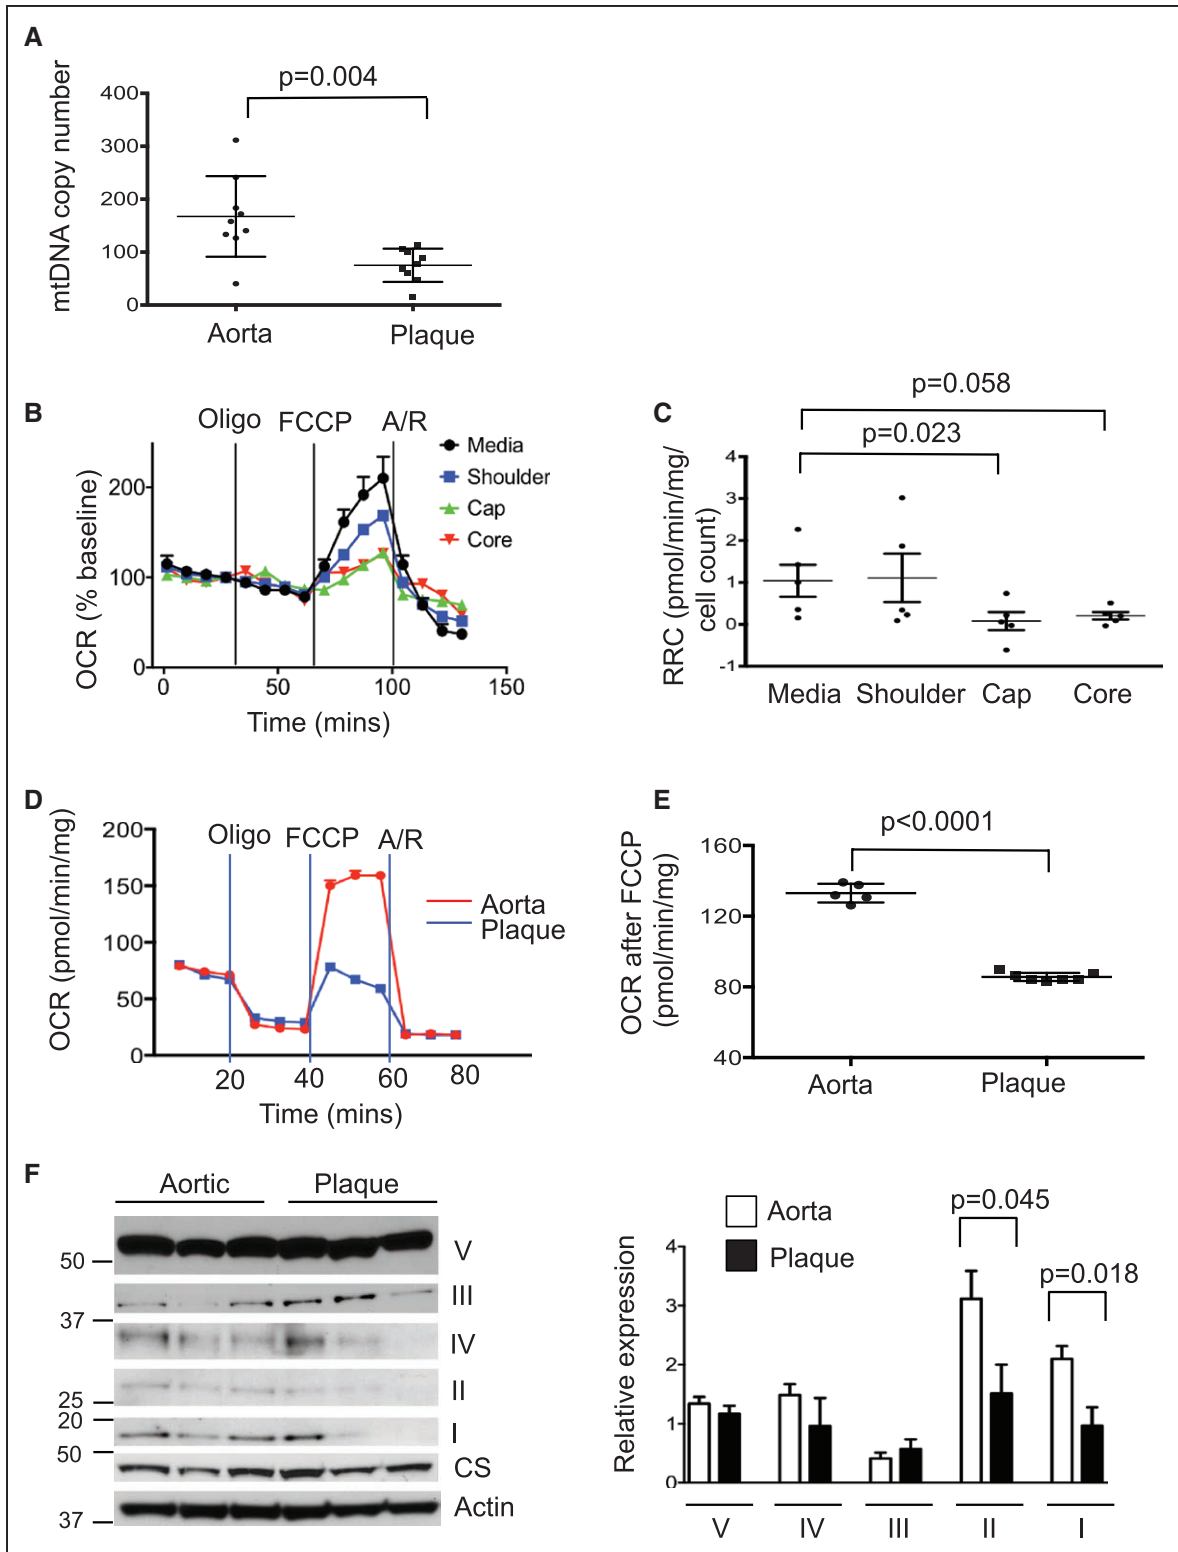 A
p=0.004
mtDNA copy number
400
300
200
100
0
Aorta
Plaque
B
Oligo
FCCP
A/R
Media
Shoulder
Cap
Core
OCR (% baseline)
200
100
0
0
50
100
150
Time (mins)
C
p=0.058
p=0.023
RRC (pmol/min/mg/
cell count)
4
3
2
1
0
-1
Media
Shoulder
Cap
Core
D
Oligo
FCCP
A/R
OCR (pmol/min/mg)
200
150
100
50
0
Aorta
Plaque
20
40
60
80
Time (mins)
E
p<0.0001
OCR after FCCP
(pmol/min/mg)
160
120
80
40
Aorta
Plaque
F
Aortic
Plaque
50
37
25
20
50
37
V
III
IV
II
I
CS
Actin
Aorta
Plaque
p=0.045
p=0.018
Relative expression
4
3
2
1
0
V
IV
III
II
I